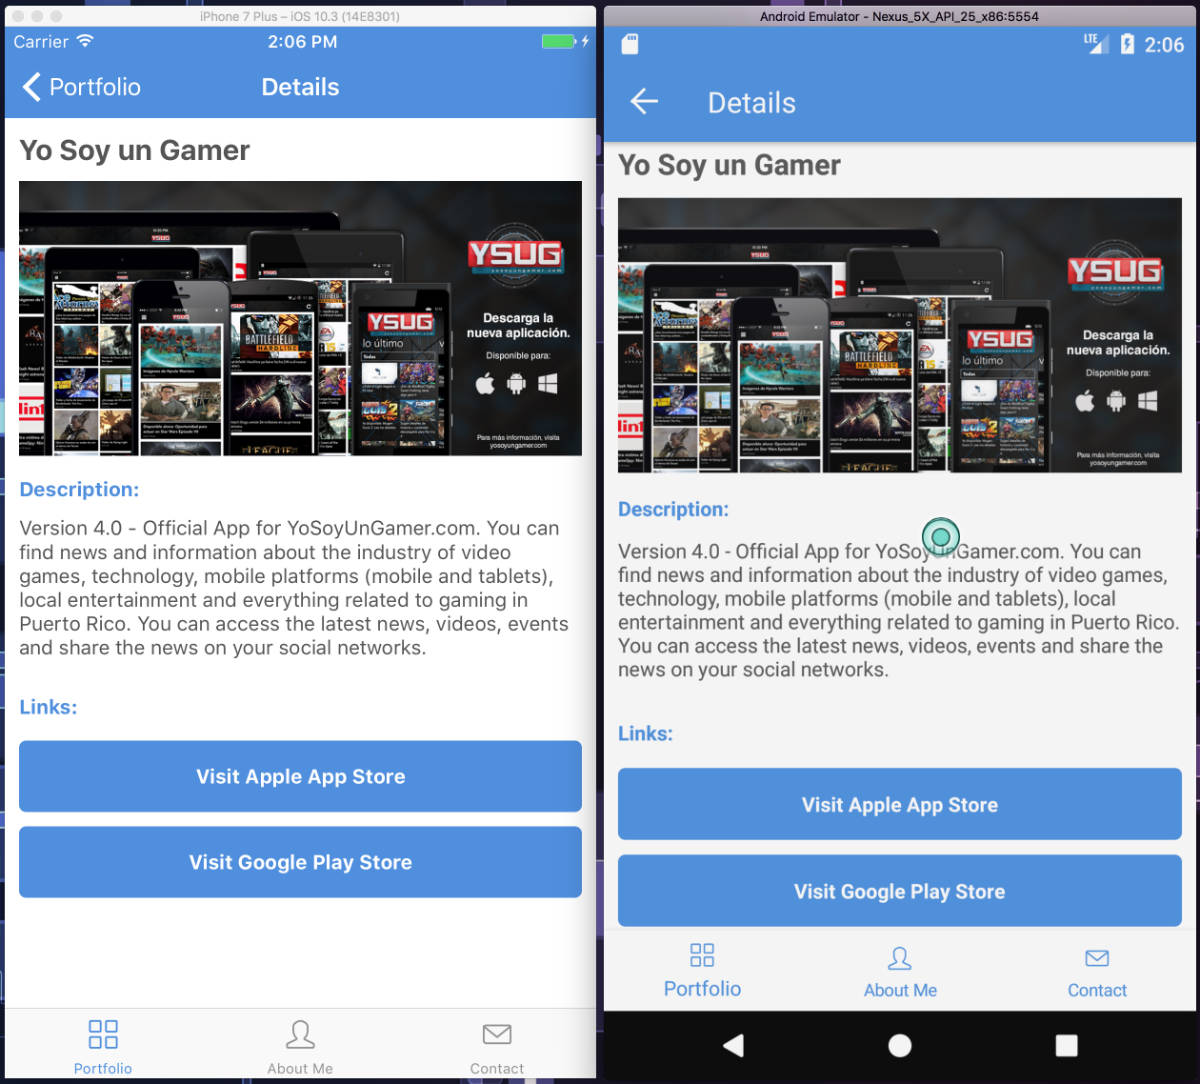 iPhone 7 Plus – iOS 10.3 (14E8301)
Carrier
2:06 PM
Portfolio
Details
Yo Soy un Gamer
YSUG
yosoyungamer.com
Descarga la
nueva aplicación.
Disponible para:
Para más información, visita
yosoyungamer.com
YSUG
lo último
Todas
BATTLEFIELD
HARDLINE
Description:
Version 4.0 - Official App for YoSoyUnGamer.com. You can
find news and information about the industry of video
games, technology, mobile platforms (mobile and tablets),
local entertainment and everything related to gaming in
Puerto Rico. You can access the latest news, videos, events
and share the news on your social networks.
Links:
Visit Apple App Store
Visit Google Play Store
Portfolio
About Me
Contact
Android Emulator - Nexus_5X_API_25_x86:5554
LTE
2:06
Details
Yo Soy un Gamer
YSUG
yosoyungamer.com
Descarga la
nueva aplicación.
Disponible para:
Para más información, visita
yosoyungamer.com
YSUG
lo último
Todas
BATTLEFIELD
HARDLINE
Description:
Version 4.0 - Official App for YoSoyUnGamer.com. You can
find news and information about the industry of video games,
technology, mobile platforms (mobile and tablets), local
entertainment and everything related to gaming in Puerto Rico.
You can access the latest news, videos, events and share the
news on your social networks.
Links:
Visit Apple App Store
Visit Google Play Store
Portfolio
About Me
Contact